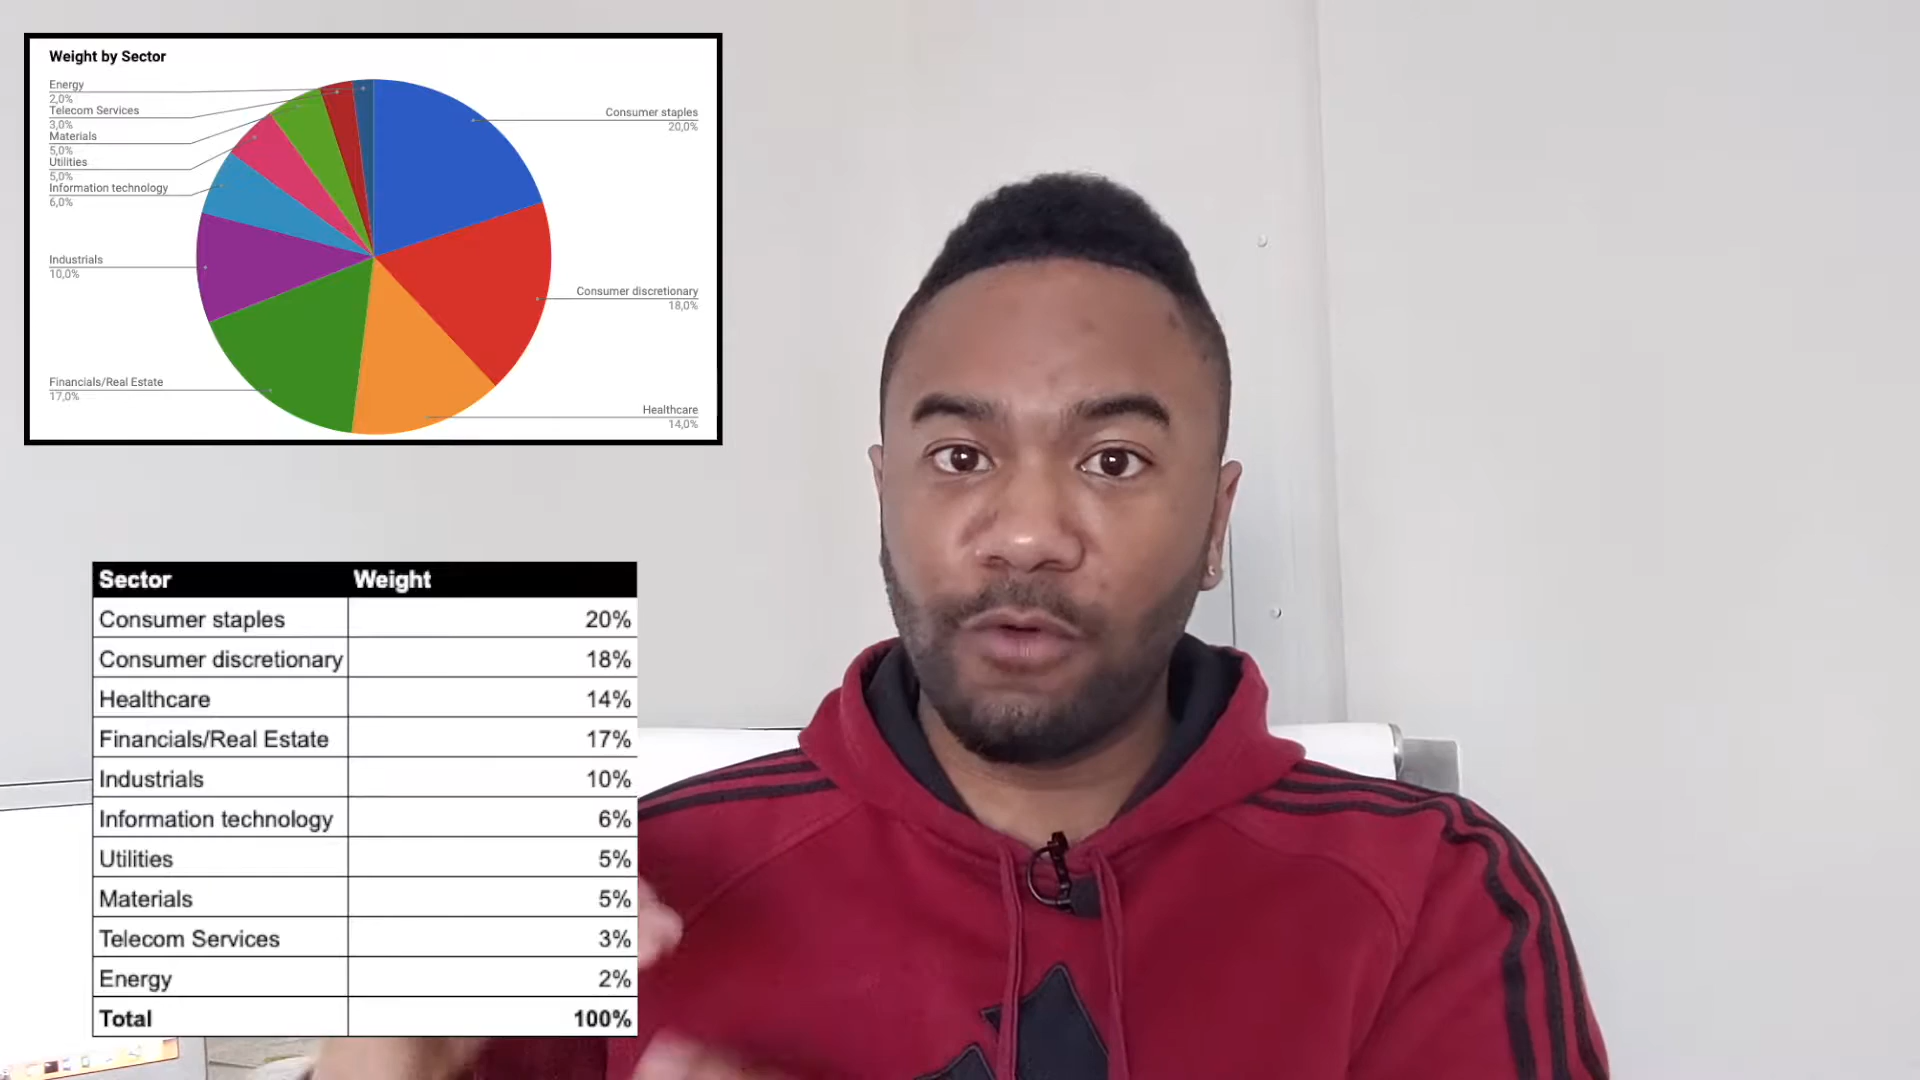 Weight by Sector
Energy
2,0%
Telecom Services
3,0%
Materials
5,0%
Utilities
5,0%
Information technology
6,0%
Industrials
10,0%
Financials/Real Estate
17,0%
Consumer staples
20,0%
Consumer discretionary
18,0%
Healthcare
14,0%
Sector Weight
Consumer staples 20%
Consumer discretionary 18%
Healthcare 14%
Financials/Real Estate 17%
Industrials 10%
Information technology 6%
Utilities 5%
Materials 5%
Telecom Services 3%
Energy 2%
Total 100%